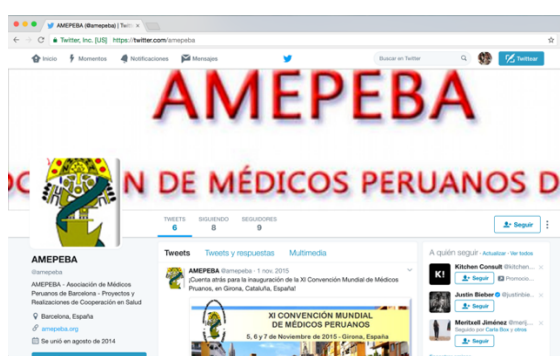 AMEPEBA (@amepeba) | Twitt
Twitter, Inc. [US] https://twitter.com/amepeba
Inicio Momentos Notificaciones Mensajes Buscar en Twitter Twittear
AMEPEBA
N DE MÉDICOS PERUANOS D
TWEETS SIGUIENDO SEGUIDORES
6 8 9
Seguir
AMEPEBA
@amepeba
AMEPEBA - Asociación de Médicos
Peruanos de Barcelona - Proyectos y
Realizaciones de Cooperación en Salud
Barcelona, España
amepeba.org
Se unió en agosto de 2014
Tweets Tweets y respuestas Multimedia
AMEPEBA @amepeba · 1 nov. 2015
¡Cuenta atrás para la inauguración de la XI Convención Mundial de Médicos
Peruanos, en Girona, Cataluña, España!
XI CONVENCIÓN MUNDIAL
DE MÉDICOS PERUANOS
5, 6 y 7 de Noviembre de 2015 - Girona, España
A quién seguir · Actualizar · Ver todos
Kitchen Consult @kitchen...
K!
Seguir Promocio...
Justin Bieber @justinbie...
Seguir
Meritxell Jiménez @merj...
Seguido por Carla Box y otros
Seguir